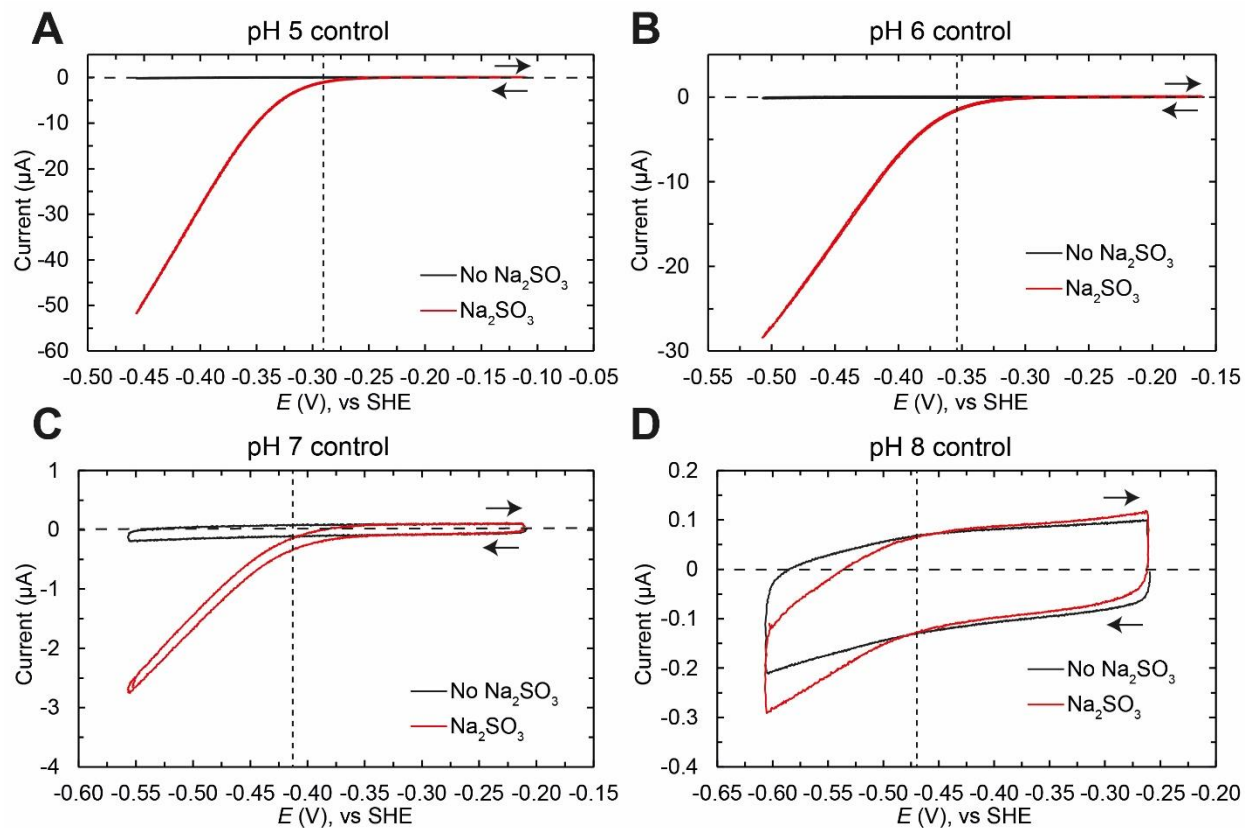 A
pH 5 control
0
-10
-20
-30
-40
-50
-60
Current (µA)
No Na₂SO₃
Na₂SO₃
-0.50 -0.45 -0.40 -0.35 -0.30 -0.25 -0.20 -0.15 -0.10 -0.05
E (V), vs SHE
B
pH 6 control
0
-10
-20
-30
Current (µA)
No Na₂SO₃
Na₂SO₃
-0.55 -0.50 -0.45 -0.40 -0.35 -0.30 -0.25 -0.20 -0.15
E (V), vs SHE
C
pH 7 control
1
0
-1
-2
-3
-4
Current (µA)
No Na₂SO₃
Na₂SO₃
-0.60 -0.55 -0.50 -0.45 -0.40 -0.35 -0.30 -0.25 -0.20 -0.15
E (V), vs SHE
D
pH 8 control
0.2
0.1
0
-0.1
-0.2
-0.3
-0.4
Current (µA)
No Na₂SO₃
Na₂SO₃
-0.65 -0.60 -0.55 -0.50 -0.45 -0.40 -0.35 -0.30 -0.25 -0.20
E (V), vs SHE